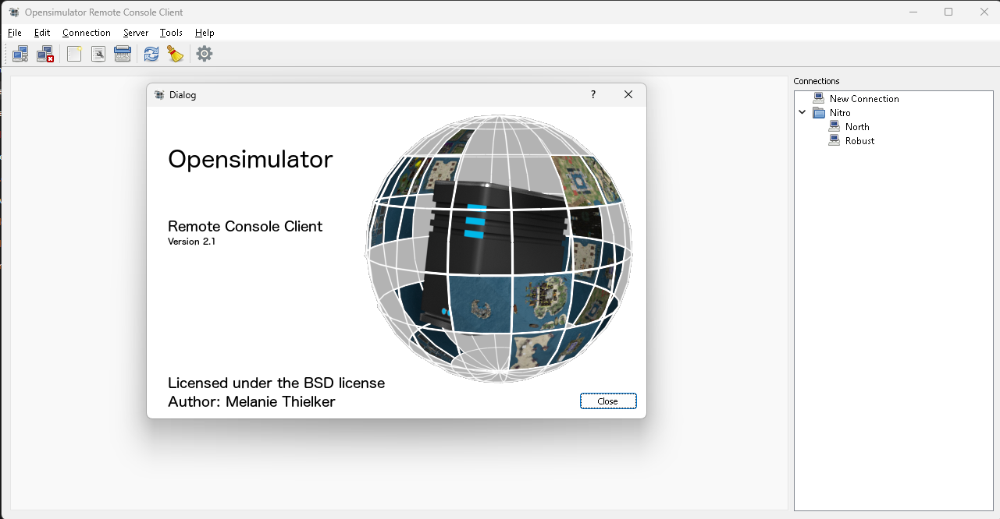 Opensimulator Remote Console Client
File Edit Connection Server Tools Help
Dialog
?
Opensimulator
Remote Console Client
Version 2.1
Licensed under the BSD license
Author: Melanie Thielker
Close
Connections
New Connection
Nitro
North
Robust